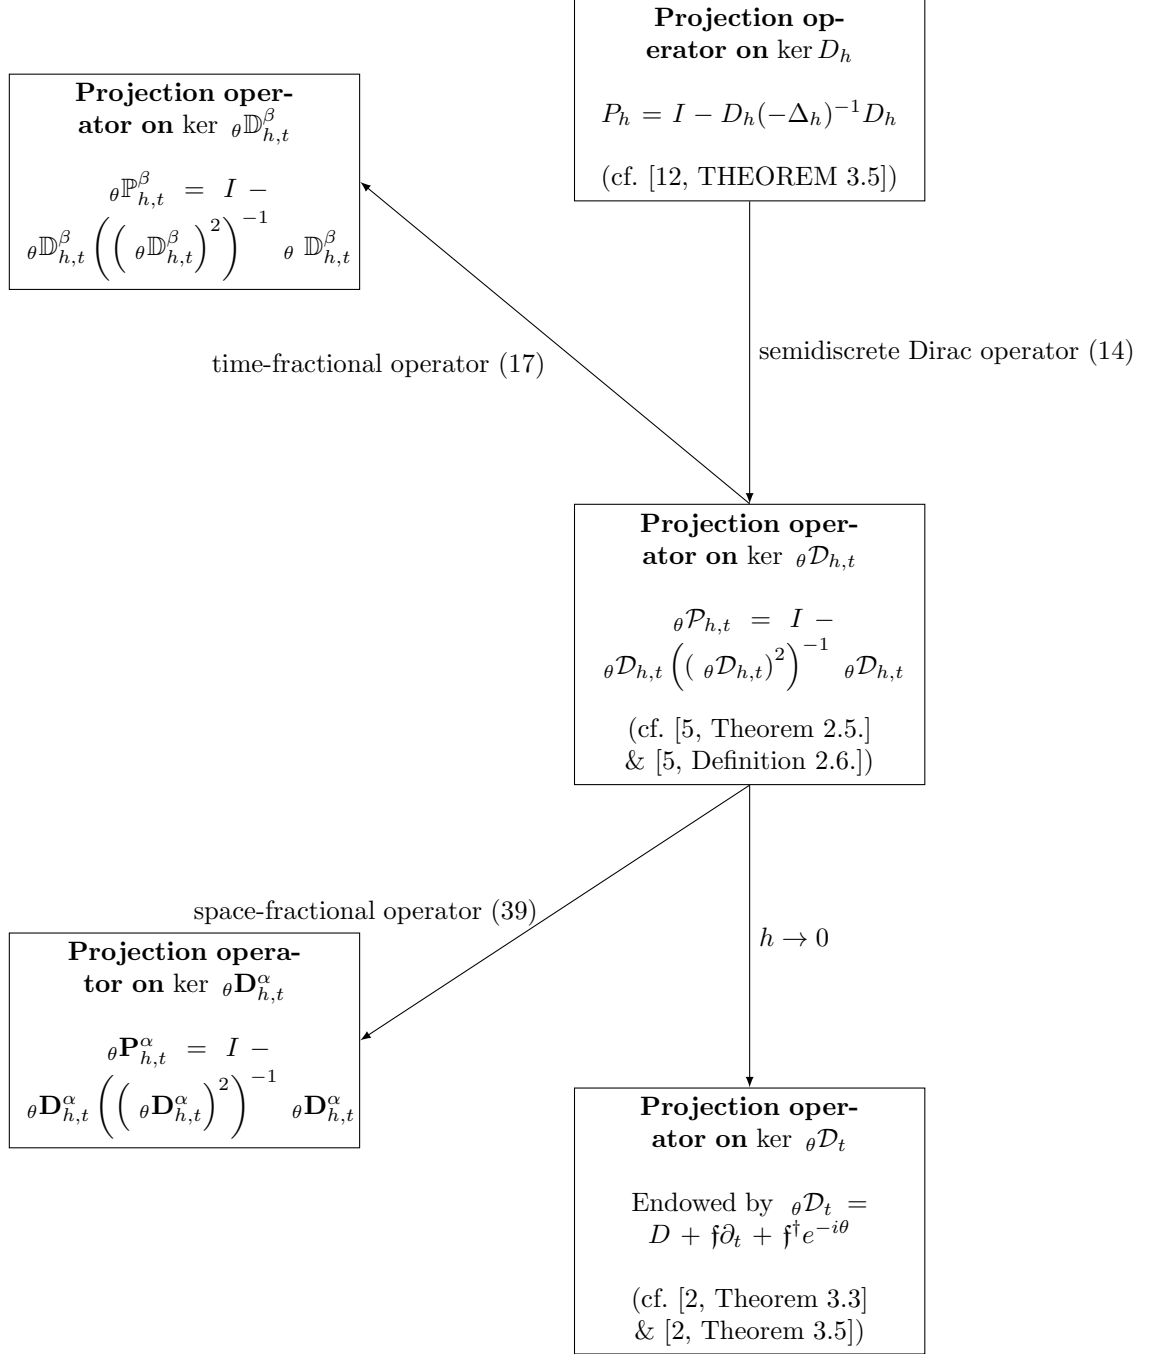 Projection op-
erator on ker D_h
P_h = I − D_h(−Δ_h)^{−1}D_h
(cf. [12, THEOREM 3.5])
Projection oper-
ator on ker _θ𝔻^β_{h,t}
_θℙ^β_{h,t} = I −
_θ𝔻^β_{h,t} ((_θ𝔻^β_{h,t})^2)^{−1} _θ 𝔻^β_{h,t}
time-fractional operator (17)
semidiscrete Dirac operator (14)
Projection oper-
ator on ker _θ𝒟_{h,t}
_θ𝒫_{h,t} = I −
_θ𝒟_{h,t} ((_θ𝒟_{h,t})^2)^{−1} _θ𝒟_{h,t}
(cf. [5, Theorem 2.5.]
& [5, Definition 2.6.])
space-fractional operator (39)
h → 0
Projection opera-
tor on ker _θ𝐃^α_{h,t}
_θ𝐏^α_{h,t} = I −
_θ𝐃^α_{h,t} ((_θ𝐃^α_{h,t})^2)^{−1} _θ𝐃^α_{h,t}
Projection oper-
ator on ker _θ𝒟_t
Endowed by _θ𝒟_t =
D + 𝔣∂_t + 𝔣^†e^{−iθ}
(cf. [2, Theorem 3.3]
& [2, Theorem 3.5])